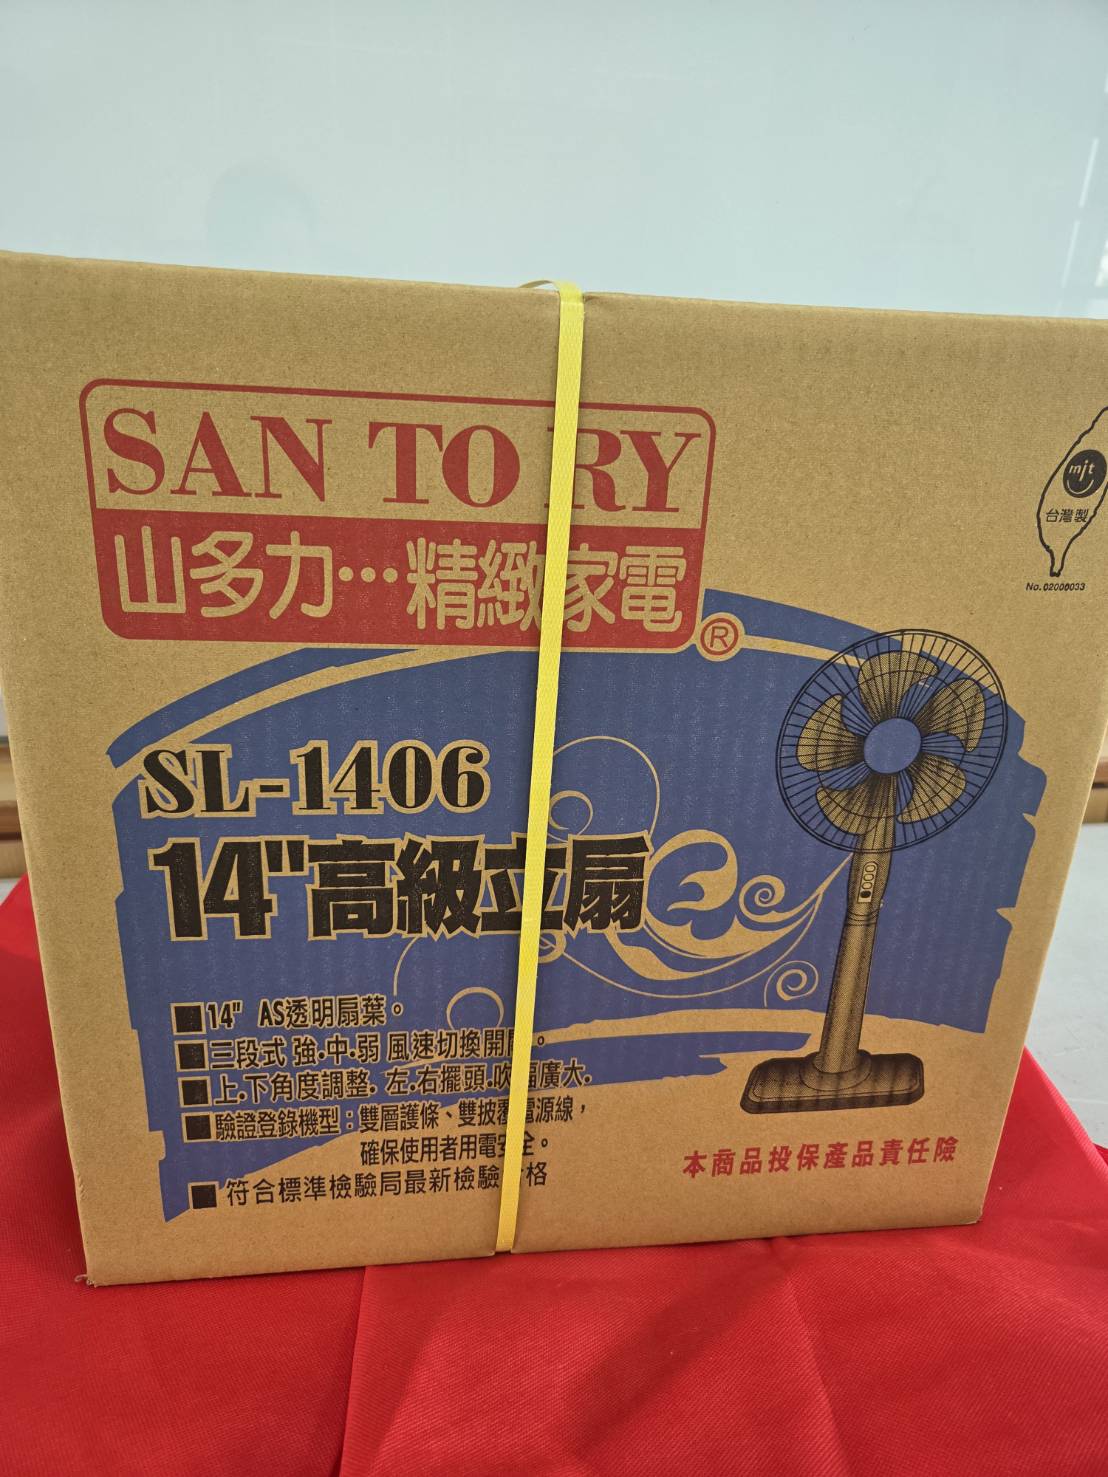 SAN TO RY
山多力…精緻家電
®
mit
台灣製
No.02000033
SL-1406
14"高級立扇
■14" AS透明扇葉。
■三段式 強.中.弱 風速切換開。
■上.下角度調整. 左.右擺頭.吹幅廣大.
■驗證登錄機型：雙層護條、雙披覆電源線，
確保使用者用電安全。
■符合標準檢驗局最新檢驗格
本商品投保產品責任險